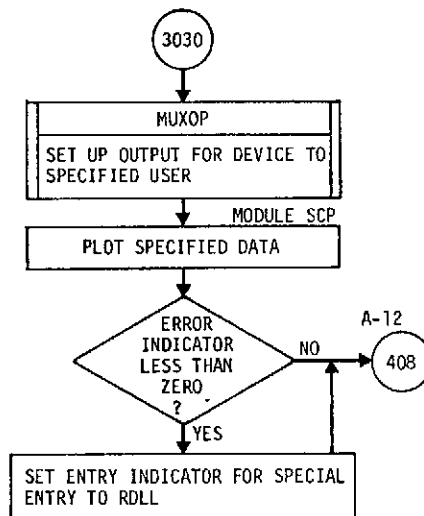 3030
MUXOP
SET UP OUTPUT FOR DEVICE TO
SPECIFIED USER
MODULE SCP
PLOT SPECIFIED DATA
ERROR
INDICATOR
LESS THAN
ZERO
?
NO
A-12
408
YES
SET ENTRY INDICATOR FOR SPECIAL
ENTRY TO RDLL